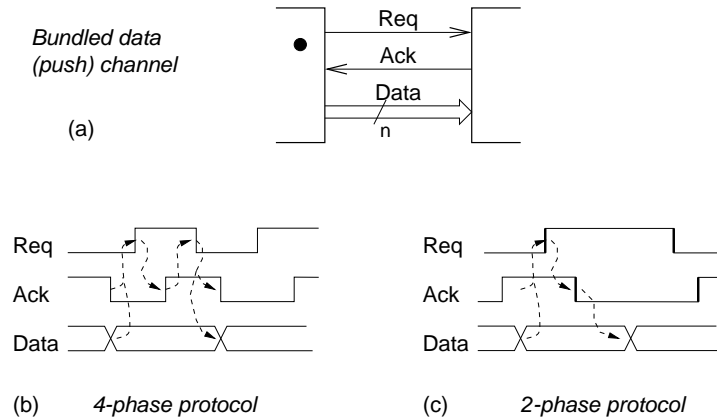 Bundled data
(push) channel
Req
Ack
Data
n
(a)
Req
Ack
Data
(b) 4-phase protocol
Req
Ack
Data
(c) 2-phase protocol